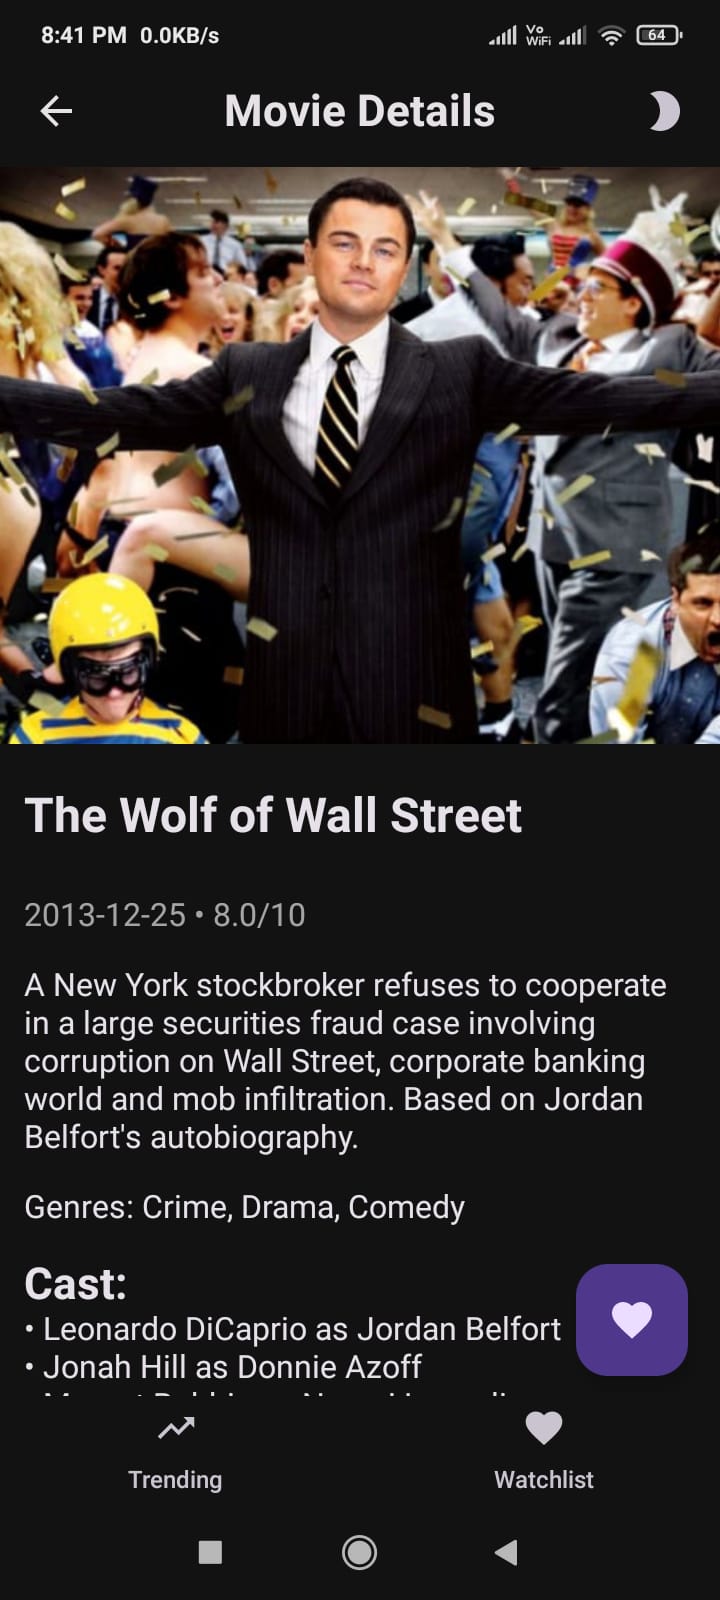 8:41 PM 0.0KB/s Vo WiFi 64
Movie Details
The Wolf of Wall Street
2013-12-25 • 8.0/10
A New York stockbroker refuses to cooperate
in a large securities fraud case involving
corruption on Wall Street, corporate banking
world and mob infiltration. Based on Jordan
Belfort's autobiography.
Genres: Crime, Drama, Comedy
Cast:
• Leonardo DiCaprio as Jordan Belfort
• Jonah Hill as Donnie Azoff
Trending Watchlist